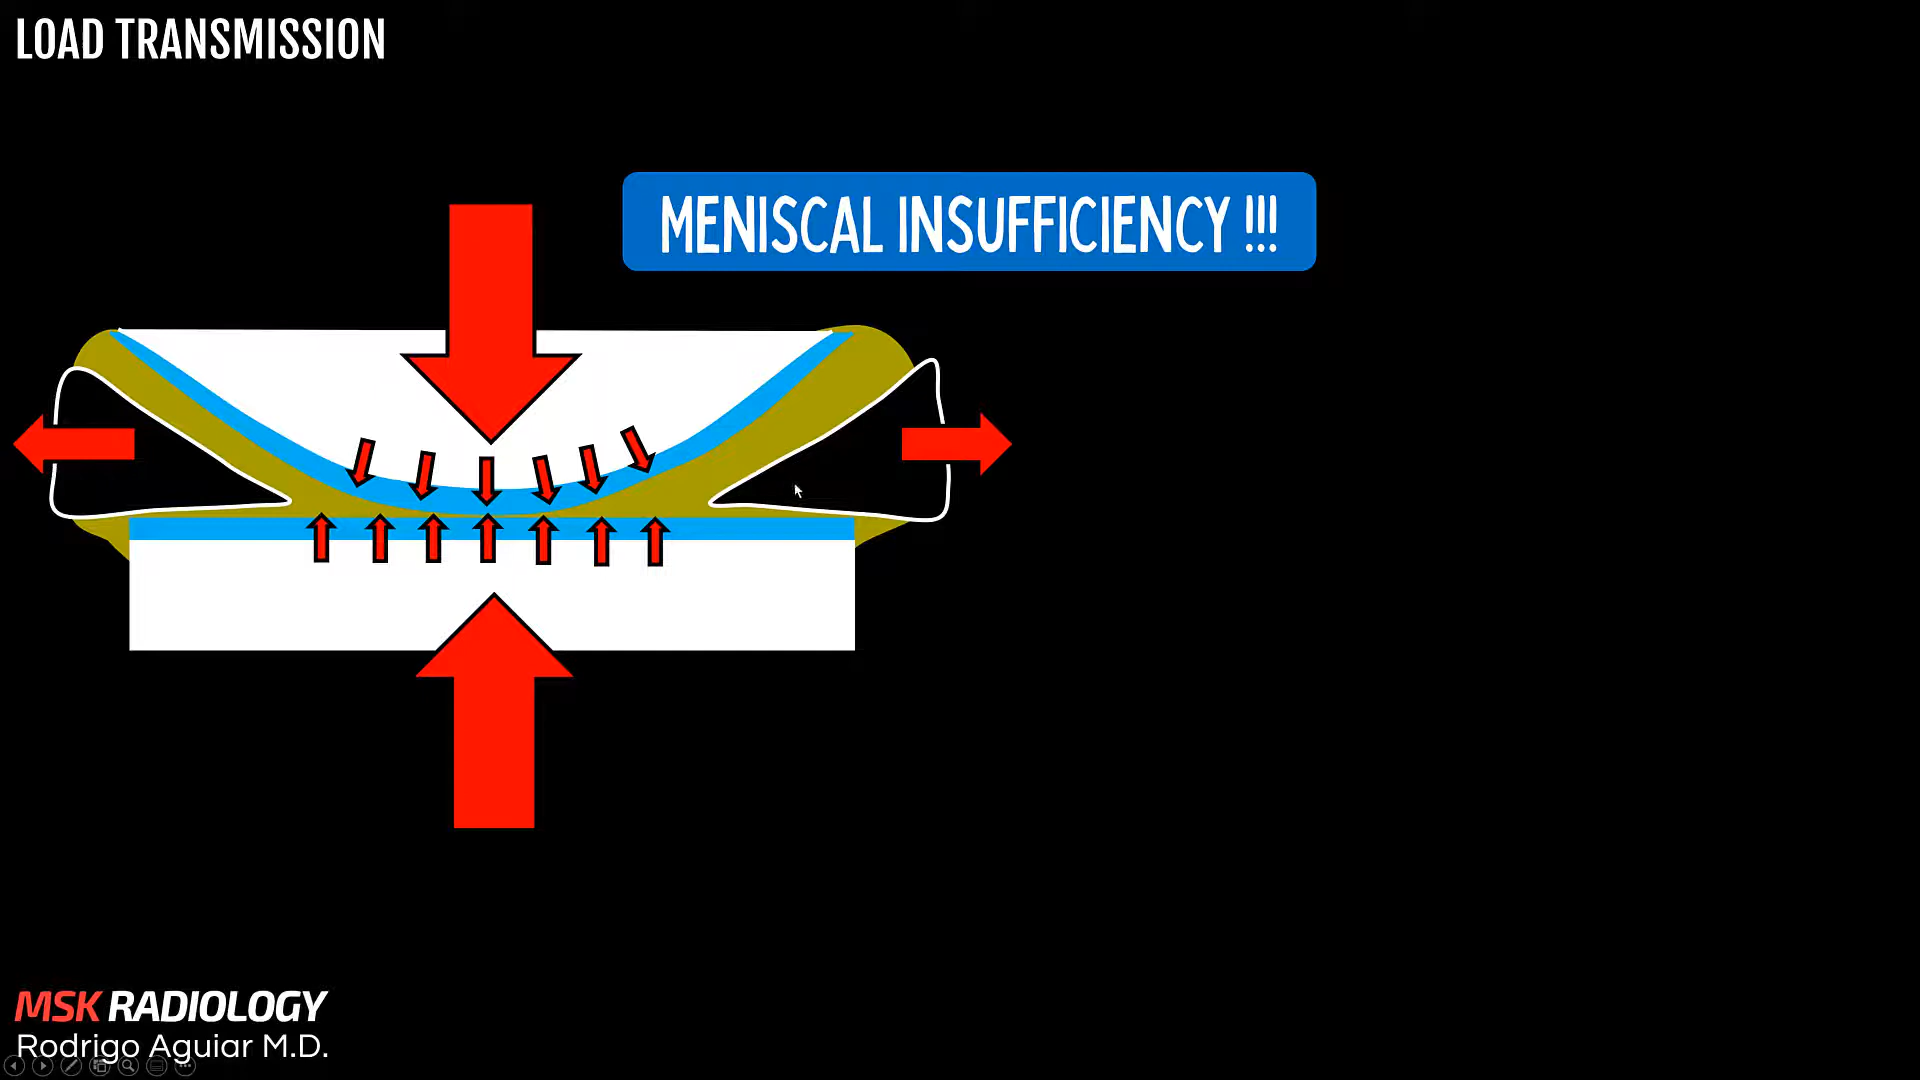 LOAD TRANSMISSION
MENISCAL INSUFFICIENCY !!!
MSK RADIOLOGY
Rodrigo Aguiar M.D.